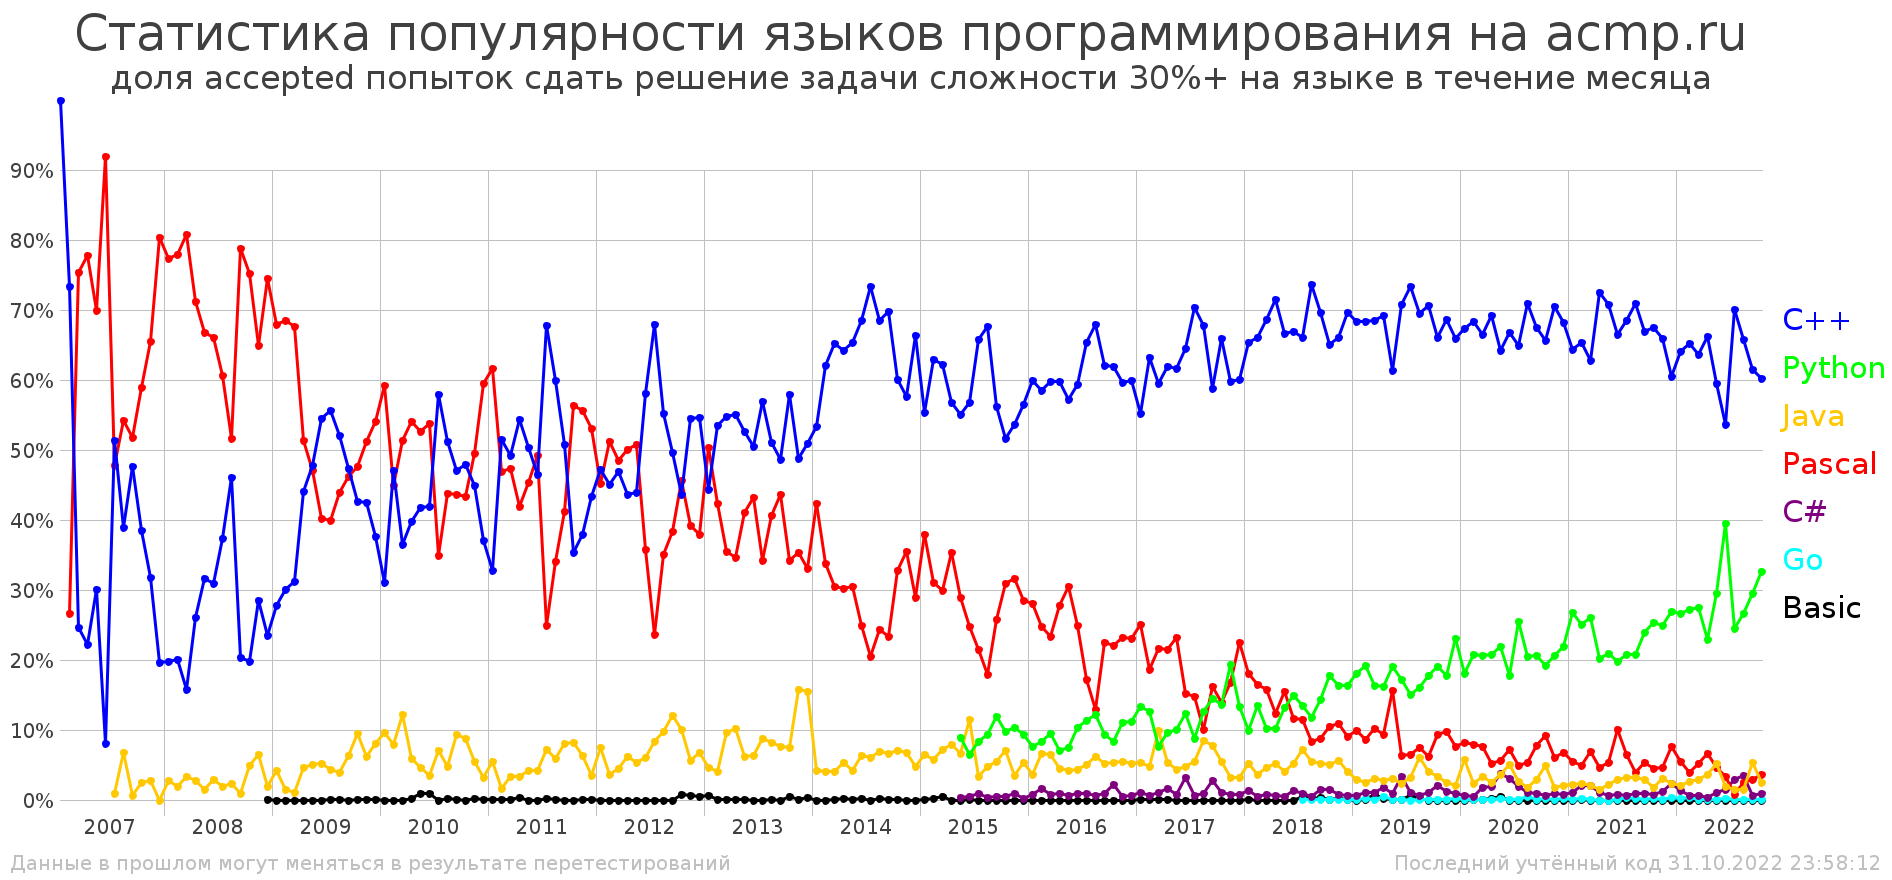 Статистика популярности языков программирования на acmp.ru
доля accepted попыток сдать решение задачи сложности 30%+ на языке в течение месяца
90%
80%
70%
60%
50%
40%
30%
20%
10%
0%
2007 2008 2009 2010 2011 2012 2013 2014 2015 2016 2017 2018 2019 2020 2021 2022
C++
Python
Java
Pascal
C#
Go
Basic
Данные в прошлом могут меняться в результате перетестирований
Последний учтённый код 31.10.2022 23:58:12